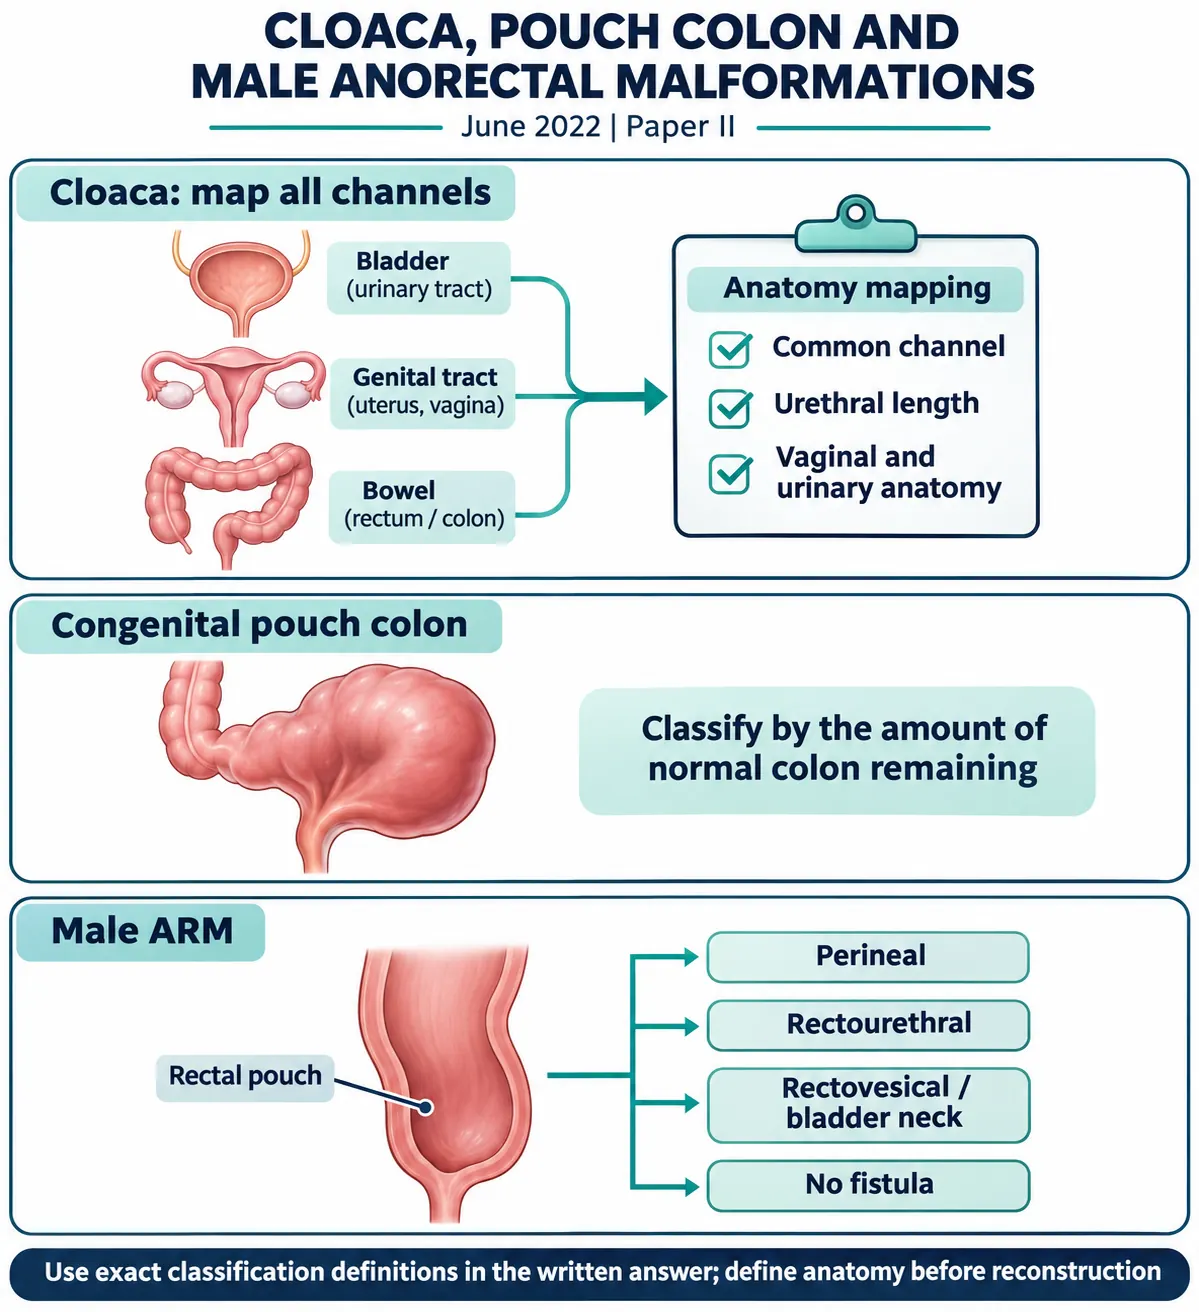 CLOACA, POUCH COLON AND
MALE ANORECTAL MALFORMATIONS
June 2022 | Paper II
Cloaca: map all channels
Bladder
(urinary tract)
Genital tract
(uterus, vagina)
Bowel
(rectum / colon)
Anatomy mapping
Common channel
Urethral length
Vaginal and
urinary anatomy
Congenital pouch colon
Classify by the amount of
normal colon remaining
Male ARM
Rectal pouch
Perineal
Rectourethral
Rectovesical /
bladder neck
No fistula
Use exact classification definitions in the written answer; define anatomy before reconstruction